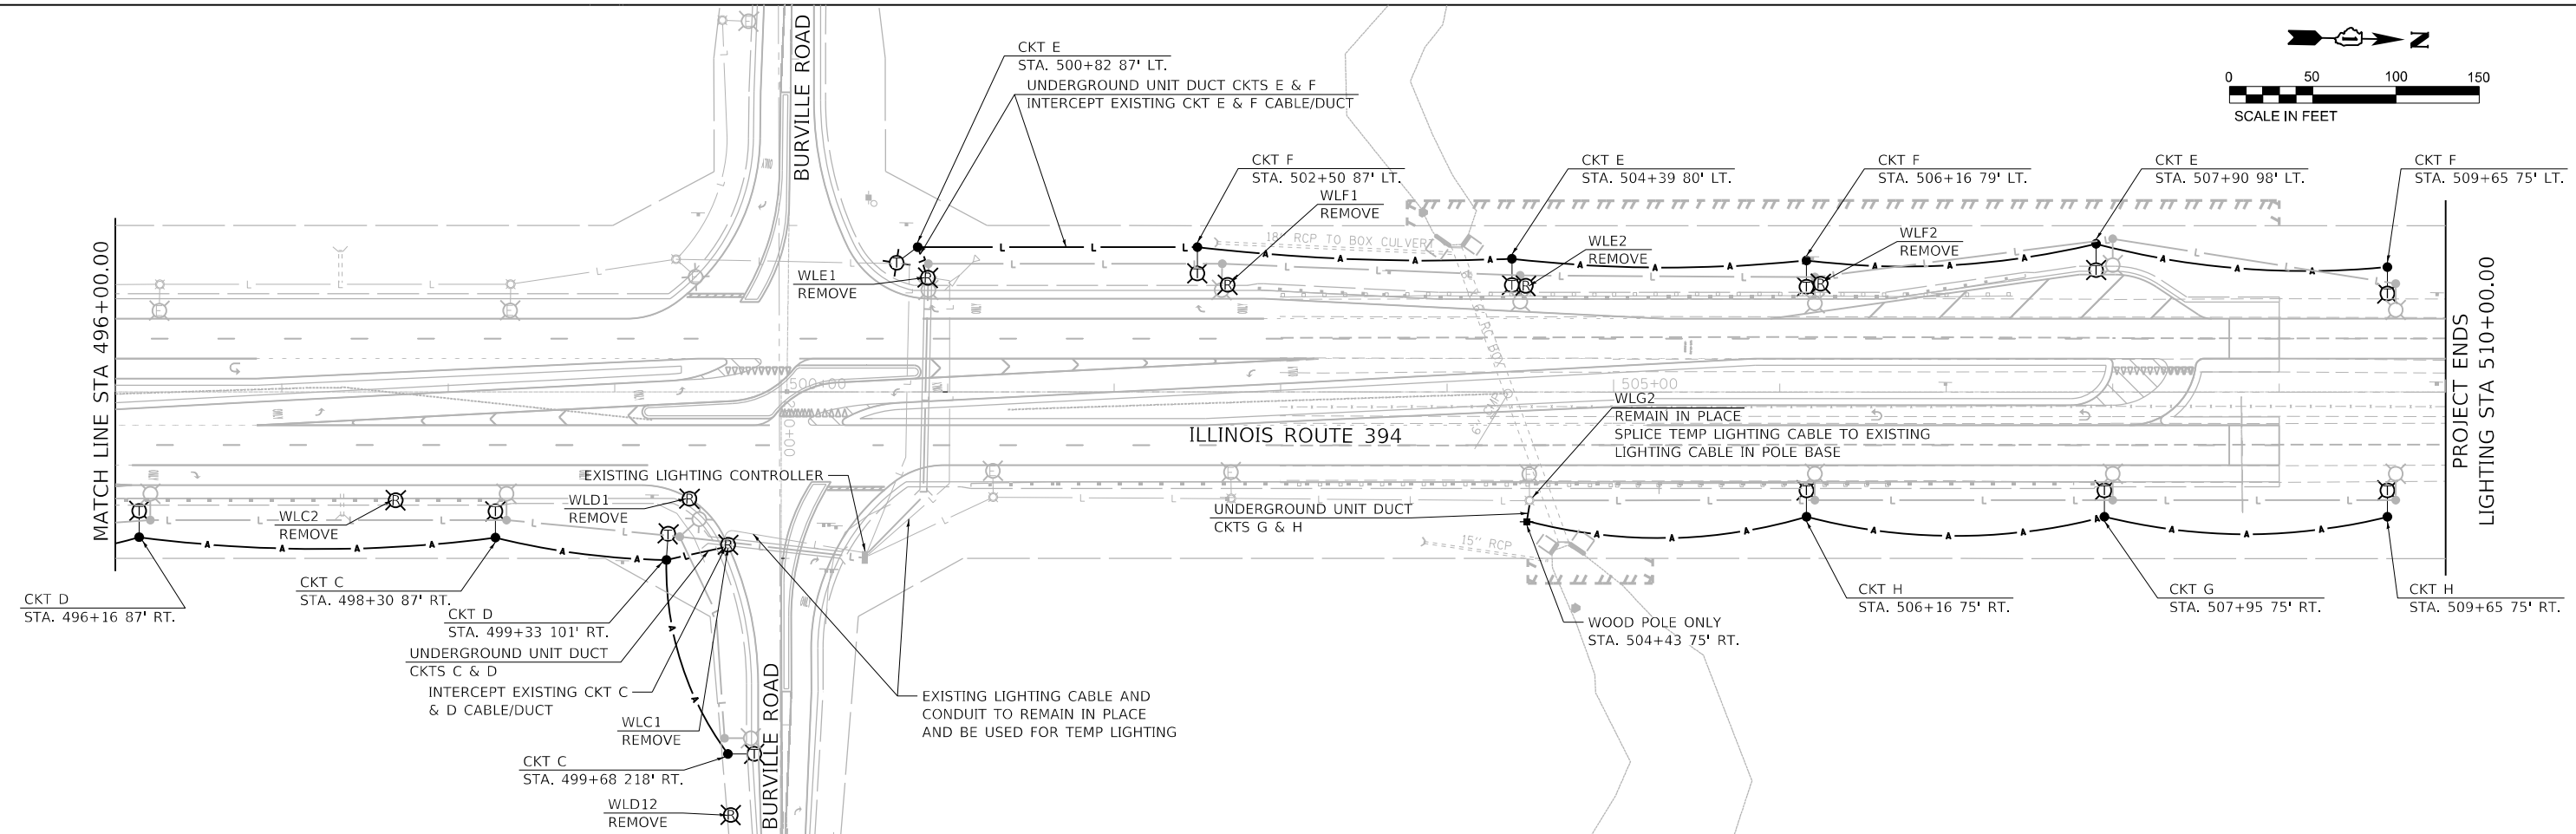 BURVILLE ROAD
CKT E
STA. 500+82 87' LT.
UNDERGROUND UNIT DUCT CKTS E & F
INTERCEPT EXISTING CKT E & F CABLE/DUCT
N
0 50 100 150
SCALE IN FEET
CKT F
STA. 502+50 87' LT.
WLF1
REMOVE
CKT E
STA. 504+39 80' LT.
CKT F
STA. 506+16 79' LT.
CKT E
STA. 507+90 98' LT.
CKT F
STA. 509+65 75' LT.
WLE1
REMOVE
18" RCP TO BOX CULVERT
WLE2
REMOVE
WLF2
REMOVE
MATCH LINE STA 496+00.00
PROJECT ENDS
LIGHTING STA 510+00.00
500+00
505+00
WLG2
REMAIN IN PLACE
SPLICE TEMP LIGHTING CABLE TO EXISTING
LIGHTING CABLE IN POLE BASE
ILLINOIS ROUTE 394
EXISTING LIGHTING CONTROLLER
WLC2
REMOVE
WLD1
REMOVE
UNDERGROUND UNIT DUCT
CKTS G & H
15" RCP
CKT D
STA. 496+16 87' RT.
CKT C
STA. 498+30 87' RT.
CKT D
STA. 499+33 101' RT.
UNDERGROUND UNIT DUCT
CKTS C & D
INTERCEPT EXISTING CKT C
& D CABLE/DUCT
WLC1
REMOVE
CKT C
STA. 499+68 218' RT.
WLD12
REMOVE
BURVILLE ROAD
EXISTING LIGHTING CABLE AND
CONDUIT TO REMAIN IN PLACE
AND BE USED FOR TEMP LIGHTING
WOOD POLE ONLY
STA. 504+43 75' RT.
CKT H
STA. 506+16 75' RT.
CKT G
STA. 507+95 75' RT.
CKT H
STA. 509+65 75' RT.